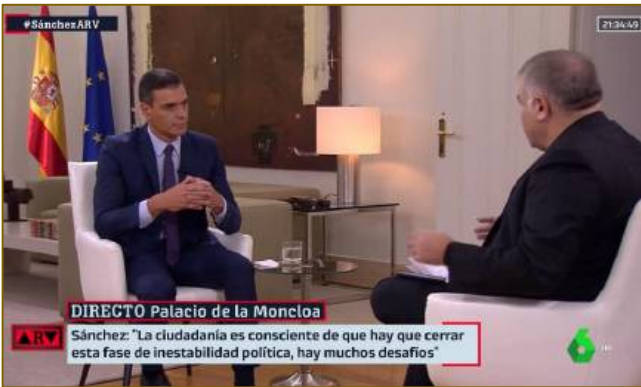 #SánchezARV
21:34:49
DIRECTO Palacio de la Moncloa
ARV
Sánchez: "La ciudadanía es consciente de que hay que cerrar
esta fase de inestabilidad política, hay muchos desafíos"
6